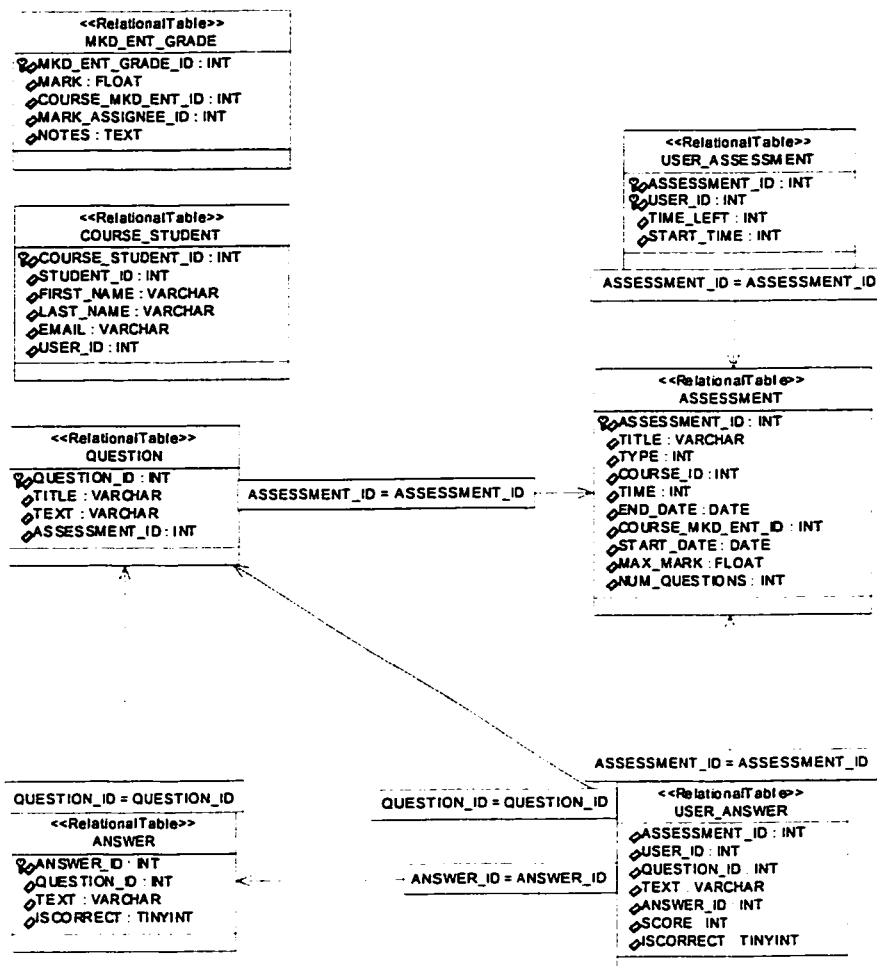 <<RelationalTable>>
MKD_ENT_GRADE
MKD_ENT_GRADE_ID : INT
MARK : FLOAT
COURSE_MKD_ENT_ID : INT
MARK_ASSIGNEE_ID : INT
NOTES : TEXT
<<RelationalTable>>
USER_ASSESSMENT
ASSESSMENT_ID : INT
USER_ID : INT
TIME_LEFT : INT
START_TIME : INT
<<RelationalTable>>
COURSE_STUDENT
COURSE_STUDENT_ID : INT
STUDENT_ID : INT
FIRST_NAME : VARCHAR
LAST_NAME : VARCHAR
EMAIL : VARCHAR
USER_ID : INT
ASSESSMENT_ID = ASSESSMENT_ID
<<RelationalTable>>
ASSESSMENT
ASSESSMENT_ID : INT
TITLE : VARCHAR
TYPE : INT
COURSE_ID : INT
TIME : INT
END_DATE : DATE
COURSE_MKD_ENT_ID : INT
START_DATE : DATE
MAX_MARK : FLOAT
NUM_QUESTIONS : INT
<<RelationalTable>>
QUESTION
QUESTION_ID : INT
TITLE : VARCHAR
TEXT : VARCHAR
ASSESSMENT_ID : INT
ASSESSMENT_ID = ASSESSMENT_ID
ASSESSMENT_ID = ASSESSMENT_ID
QUESTION_ID = QUESTION_ID
<<RelationalTable>>
ANSWER
ANSWER_ID : INT
QUESTION_ID : INT
TEXT : VARCHAR
ISCORRECT : TINYINT
QUESTION_ID = QUESTION_ID
ANSWER_ID = ANSWER_ID
<<RelationalTable>>
USER_ANSWER
ASSESSMENT_ID : INT
USER_ID : INT
QUESTION_ID : INT
TEXT VARCHAR
ANSWER_ID INT
SCORE INT
ISCORRECT TINYINT